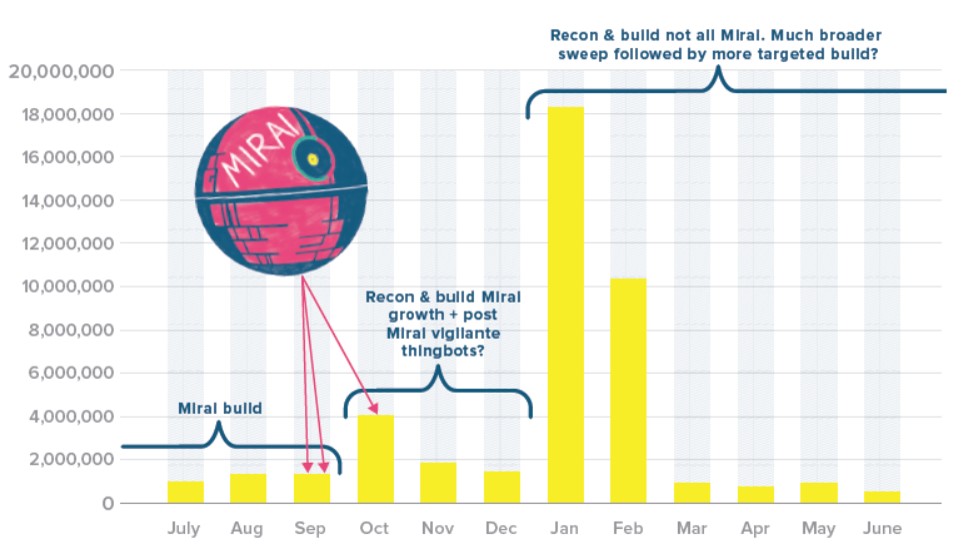 Recon & build not all Mirai. Much broader
sweep followed by more targeted build?
20,000,000
18,000,000
16,000,000
14,000,000
12,000,000
10,000,000
8,000,000
6,000,000
4,000,000
2,000,000
0
MIRAI
Recon & build Mirai
growth + post
Mirai vigilante
thingbots?
Mirai build
July Aug Sep Oct Nov Dec Jan Feb Mar Apr May June